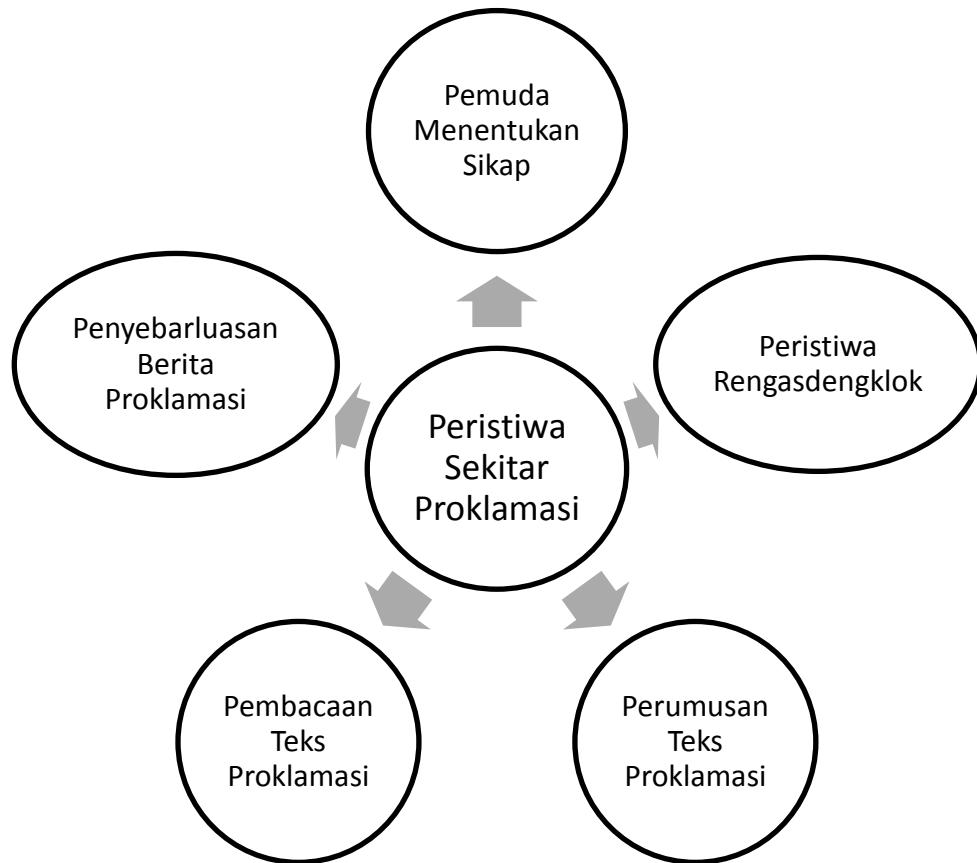 Pemuda
Menentukan
Sikap
Penyebarluasan
Berita
Proklamasi
Peristiwa
Rengasdengklok
Peristiwa
Sekitar
Proklamasi
Pembacaan
Teks
Proklamasi
Perumusan
Teks
Proklamasi